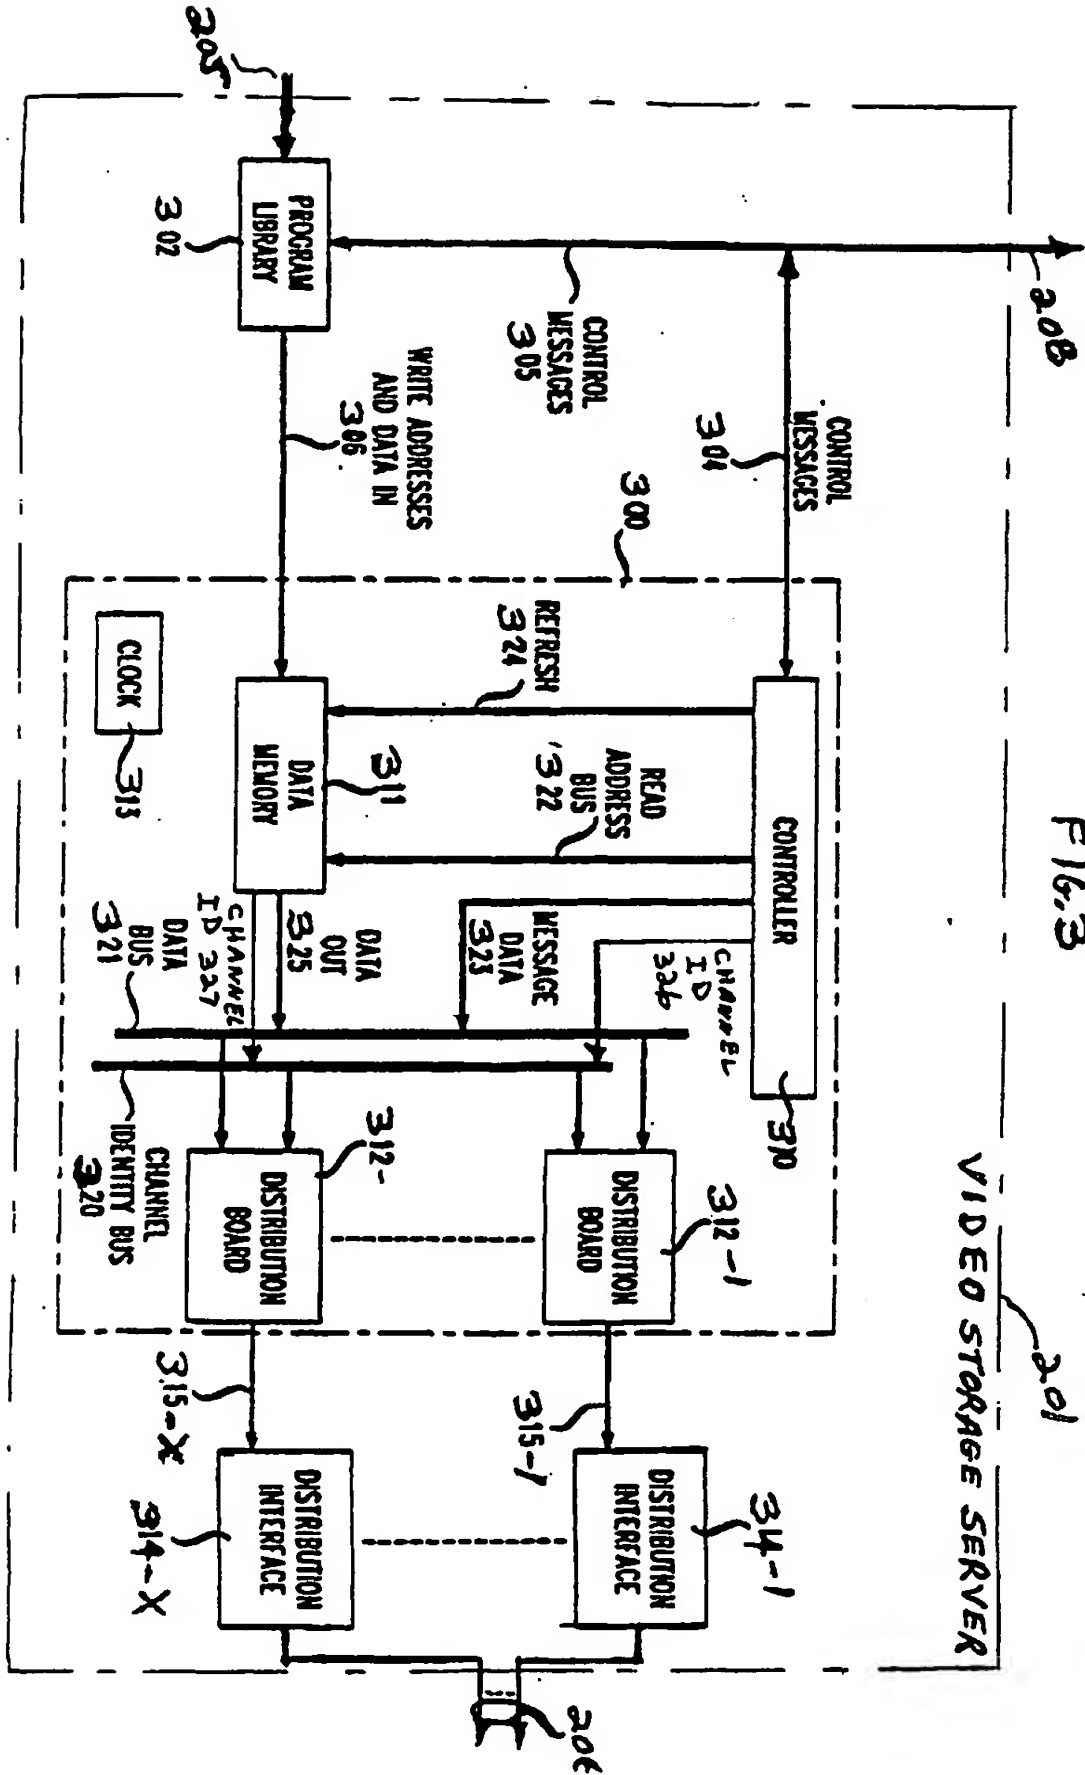 FIG. 3
VIDEO STORAGE SERVER
201
208
205
PROGRAM
LIBRARY
302
CONTROL
MESSAGES
305
CONTROL
MESSAGES
304
WRITE ADDRESSES
AND DATA IN
306
300
CONTROLLER
310
REFRESH
324
READ
ADDRESS
BUS
322
MESSAGE
DATA
323
CHANNEL
ID
326
DATA
MEMORY
311
CLOCK
313
DATA
OUT
325
CHANNEL
ID 327
DATA
BUS
321
CHANNEL
IDENTITY BUS
320
DISTRIBUTION
BOARD
312-1
DISTRIBUTION
BOARD
312-
315-1
315-X
DISTRIBUTION
INTERFACE
314-1
DISTRIBUTION
INTERFACE
314-X